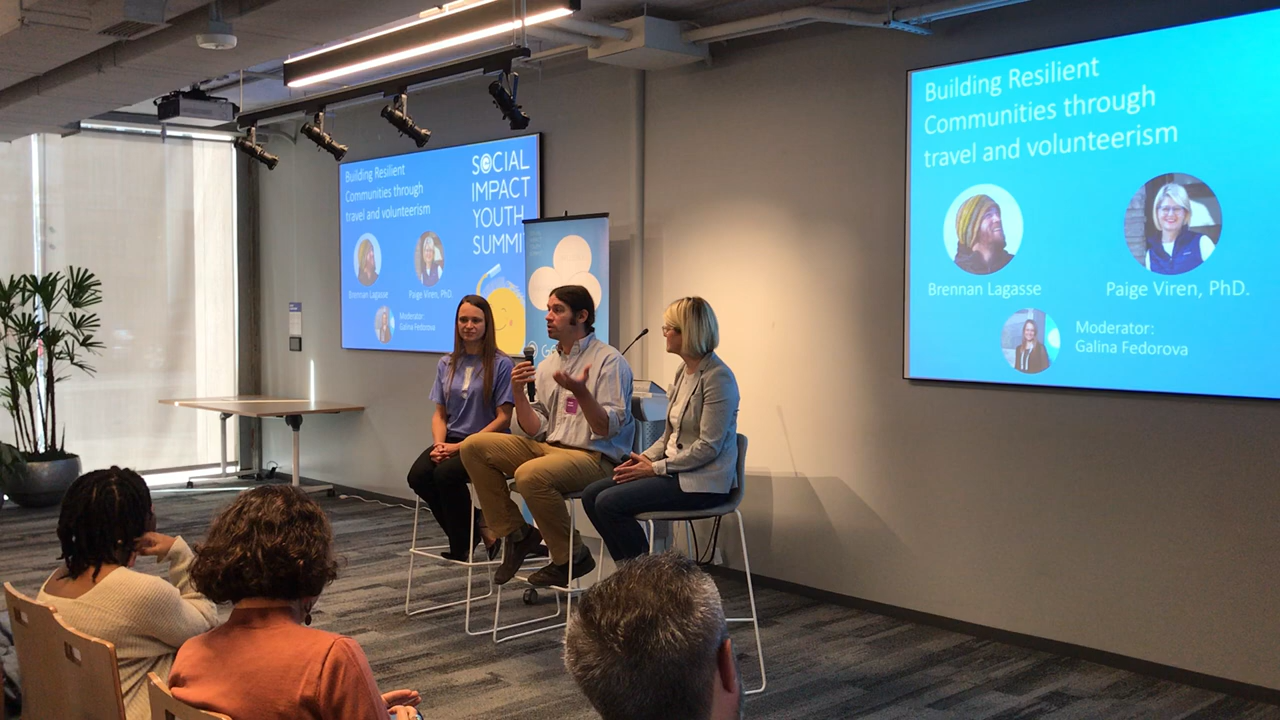 Building Resilient
Communities through
travel and volunteerism
SOCIAL
IMPACT
YOUTH
SUMMI
Brennan Lagasse
Paige Viren, PhD.
Moderator:
Galina Fedorova
Building Resilient
Communities through
travel and volunteerism
Brennan Lagasse
Paige Viren, PhD.
Moderator:
Galina Fedorova